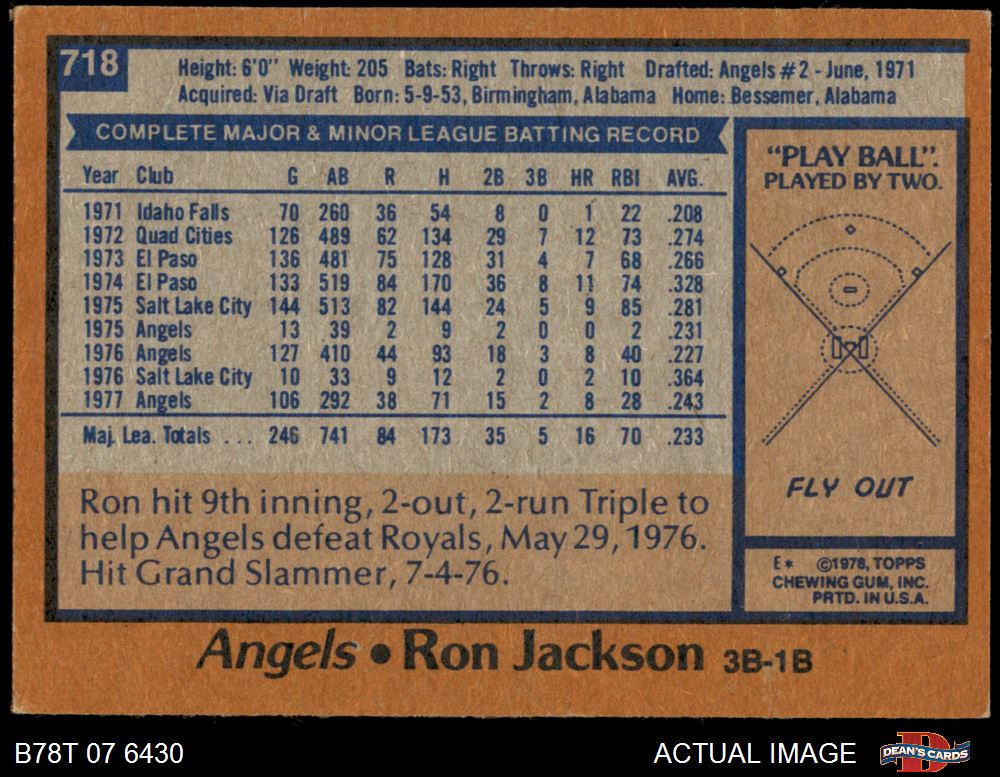 718
Height: 6'0" Weight: 205 Bats: Right Throws: Right Drafted: Angels #2 - June, 1971
Acquired: Via Draft Born: 5-9-53, Birmingham, Alabama Home: Bessemer, Alabama
COMPLETE MAJOR & MINOR LEAGUE BATTING RECORD
Year Club G AB R H 2B 3B HR RBI AVG.
1971 Idaho Falls 70 260 36 54 8 0 1 22 .208
1972 Quad Cities 126 489 62 134 29 7 12 73 .274
1973 El Paso 136 481 75 128 31 4 7 68 .266
1974 El Paso 133 519 84 170 36 8 11 74 .328
1975 Salt Lake City 144 513 82 144 24 5 9 85 .281
1975 Angels 13 39 2 9 2 0 0 2 .231
1976 Angels 127 410 44 93 18 3 8 40 .227
1976 Salt Lake City 10 33 9 12 2 0 2 10 .364
1977 Angels 106 292 38 71 15 2 8 28 .243
Maj. Lea. Totals ... 246 741 84 173 35 5 16 70 .233
Ron hit 9th inning, 2-out, 2-run Triple to
help Angels defeat Royals, May 29, 1976.
Hit Grand Slammer, 7-4-76.
"PLAY BALL".
PLAYED BY TWO.
FLY OUT
E* ©1978, TOPPS
CHEWING GUM, INC.
PRTD. IN U.S.A.
Angels • Ron Jackson 3B-1B
B78T 07 6430
ACTUAL IMAGE
DEAN'S CARDS